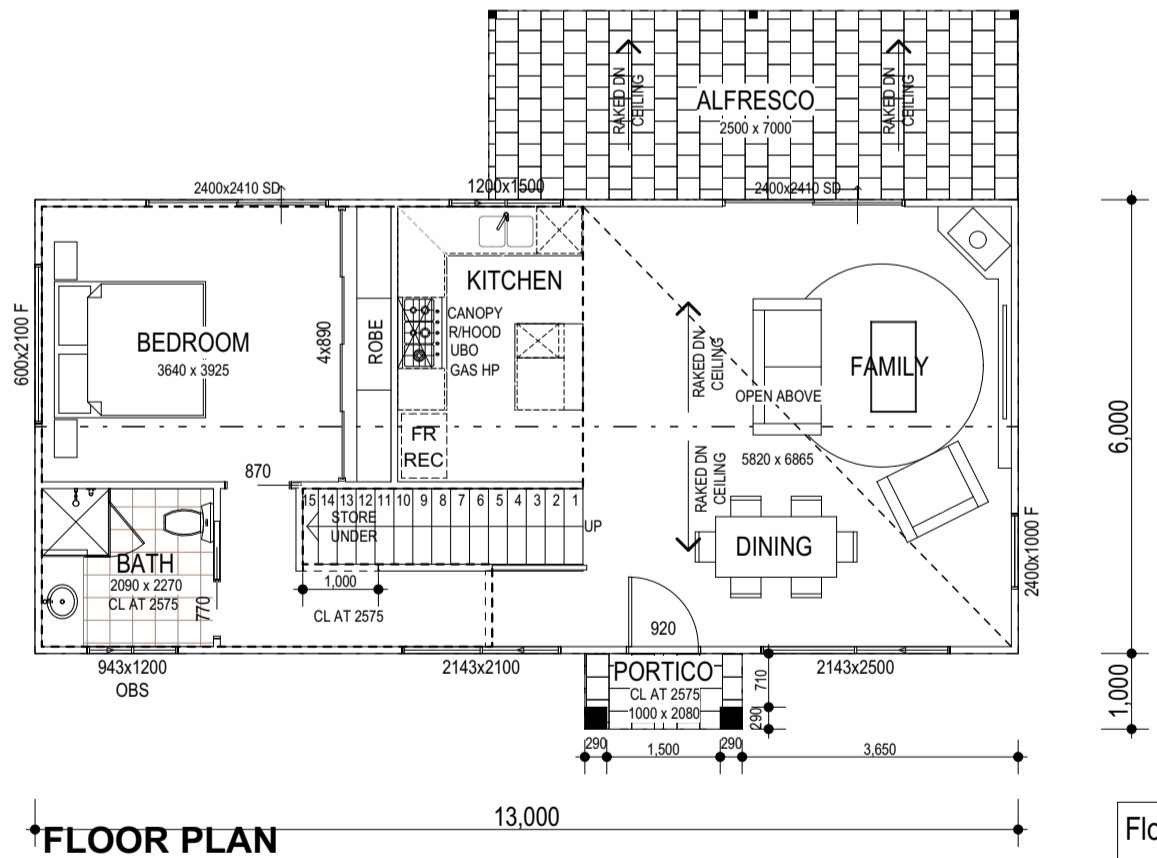 RAKED DN
CEILING
ALFRESCO
2500 x 7000
RAKED DN
CEILING
2400x2410 SD
1200x1500
2400x2410 SD
600x2100 F
BEDROOM
3640 x 3925
4x890
ROBE
KITCHEN
CANOPY
R/HOOD
UBO
GAS HP
FR
REC
RAKED DN
CEILING
OPEN ABOVE
FAMILY
5820 x 6865
RAKED DN
CEILING
6,000
870
15 14 13 12 11 10 9 8 7 6 5 4 3 2 1
STORE
UNDER
UP
DINING
2400x1000 F
BATH
2090 x 2270
CL AT 2575
770
1,000
CL AT 2575
920
943x1200
OBS
2143x2100
PORTICO
CL AT 2575
1000 x 2080
2143x2500
710
290
1,000
290
1,500
290
3,650
13,000
FLOOR PLAN